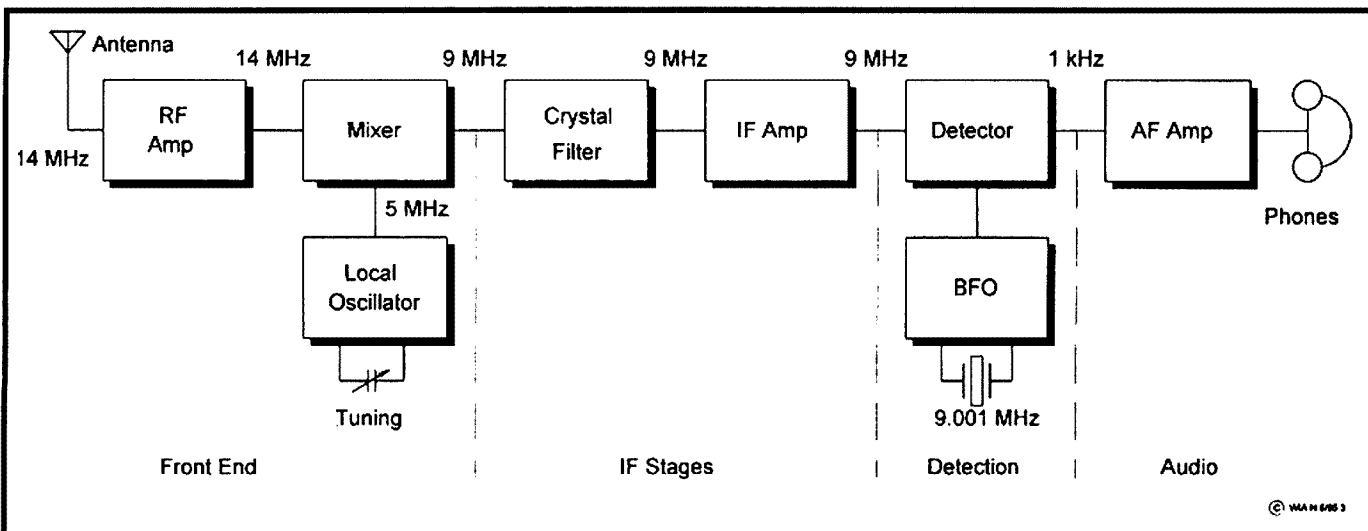 Antenna
14 MHz
9 MHz
9 MHz
9 MHz
1 kHz
RF
Amp
Mixer
Crystal
Filter
IF Amp
Detector
AF Amp
14 MHz
5 MHz
Phones
Local
Oscillator
BFO
Tuning
9.001 MHz
Front End
IF Stages
Detection
Audio
©